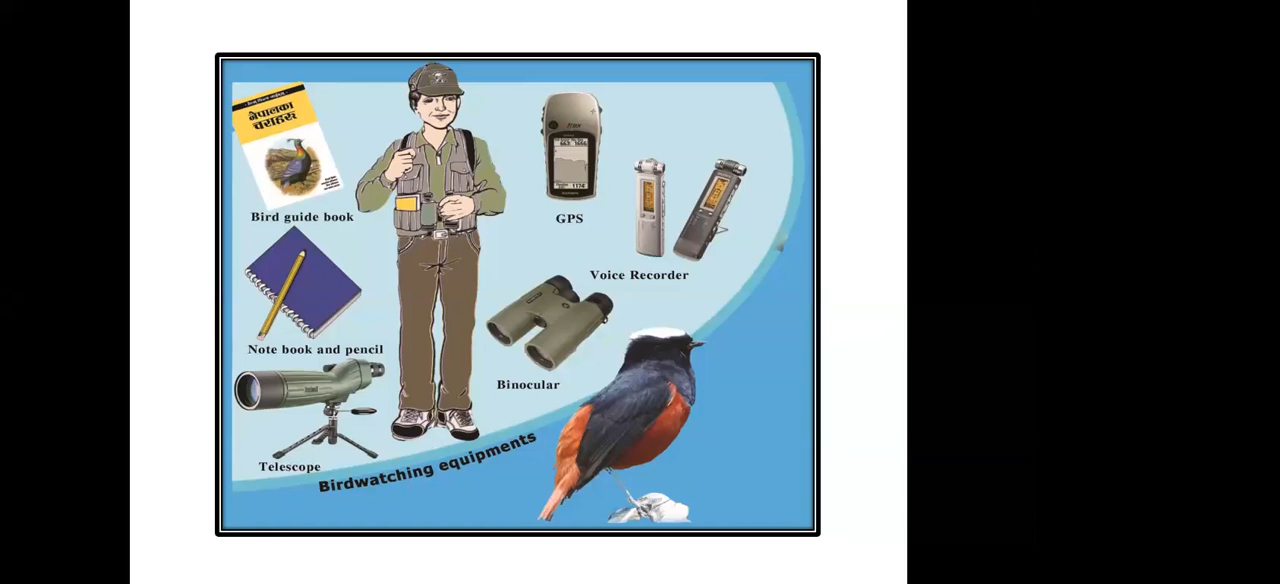 नेपालका
चराहरू
Bird guide book
GPS
Voice Recorder
Note book and pencil
Binocular
Telescope
Birdwatching equipments